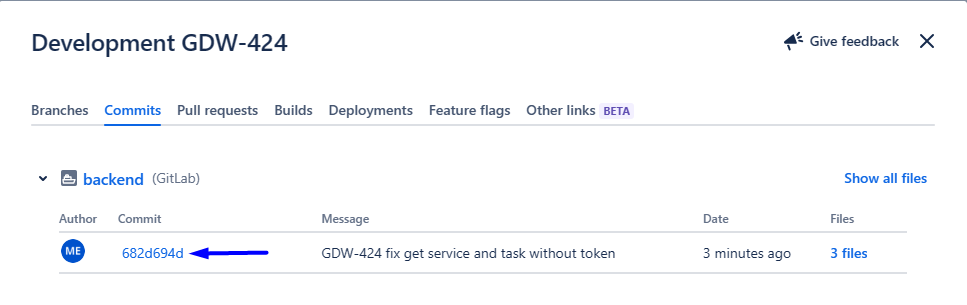 Development GDW-424
Give feedback
Branches Commits Pull requests Builds Deployments Feature flags Other links BETA
backend (GitLab) Show all files
Author Commit Message Date Files
ME 682d694d GDW-424 fix get service and task without token 3 minutes ago 3 files